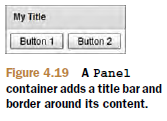 My Title
Button 1 Button 2
Figure 4.19 A Panel
container adds a title bar and
border around its content.